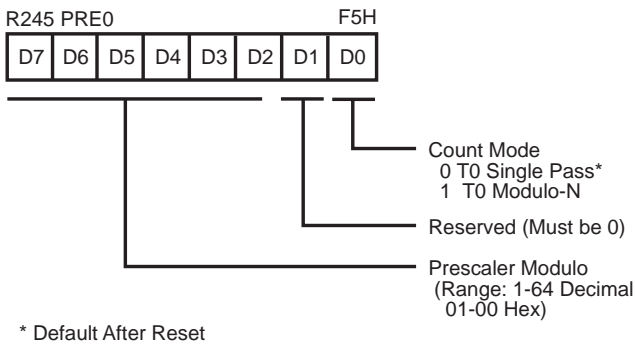 R245 PRE0 F5H
D7 D6 D5 D4 D3 D2 D1 D0
Count Mode
0 T0 Single Pass*
1 T0 Modulo-N
Reserved (Must be 0)
Prescaler Modulo
(Range: 1-64 Decimal
01-00 Hex)
* Default After Reset